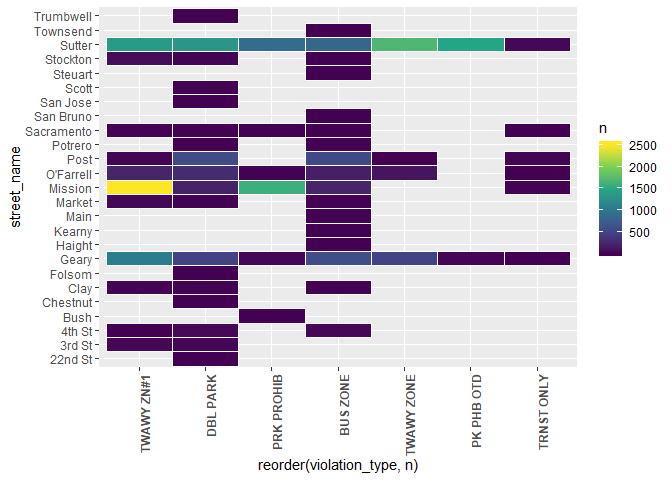 Trumbwell
Townsend
Sutter
Stockton
Steuart
Scott
San Jose
San Bruno
Sacramento
Potrero
Post
O'Farrell
Mission
Market
Main
Kearny
Haight
Geary
Folsom
Clay
Chestnut
Bush
4th St
3rd St
22nd St
street_name
TWAWY ZN#1
DBL PARK
PRK PROHIB
BUS ZONE
TWAWY ZONE
PK PHB OTD
TRNST ONLY
reorder(violation_type, n)
n
2500
2000
1500
1000
500